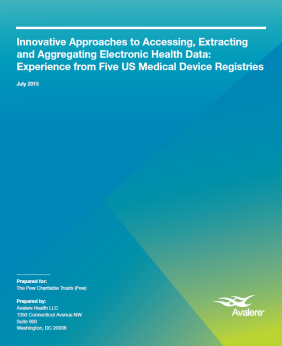 Innovative Approaches to Accessing, Extracting
and Aggregating Electronic Health Data:
Experience from Five US Medical Device Registries
July 2015
Prepared for:
The Pew Charitable Trusts (Pew)
Prepared by:
Avalere Health LLC
1350 Connecticut Avenue NW
Suite 900
Washington, DC 20036
Avalere